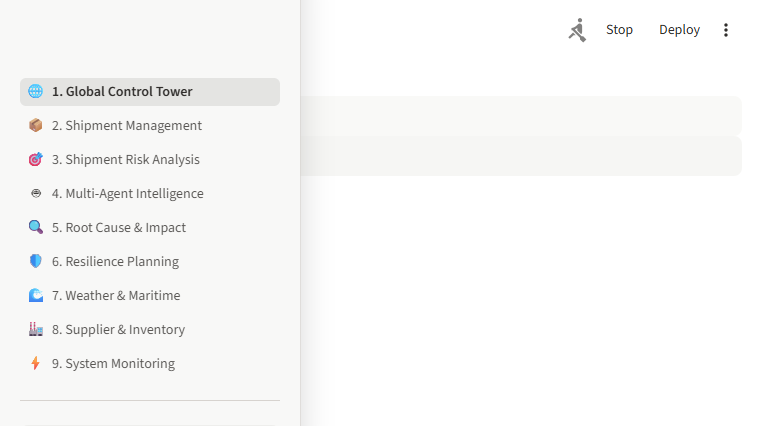 Stop Deploy
1. Global Control Tower
2. Shipment Management
3. Shipment Risk Analysis
4. Multi-Agent Intelligence
5. Root Cause & Impact
6. Resilience Planning
7. Weather & Maritime
8. Supplier & Inventory
9. System Monitoring